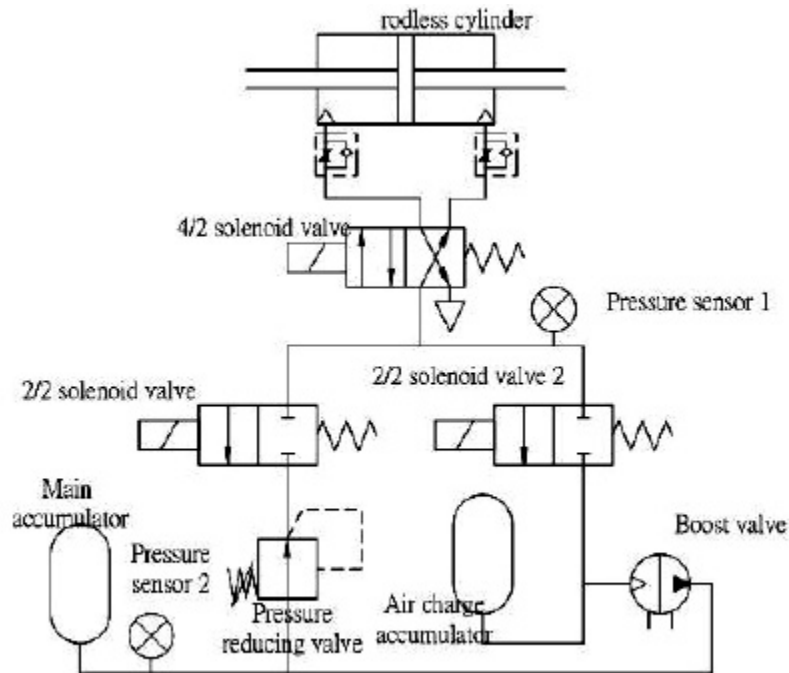 rodless cylinder
4/2 solenoid valve
Pressure sensor 1
2/2 solenoid valve
2/2 solenoid valve 2
Main
accumulator
Pressure
sensor 2
Pressure
reducing valve
Air charge
accumulator
Boost valve